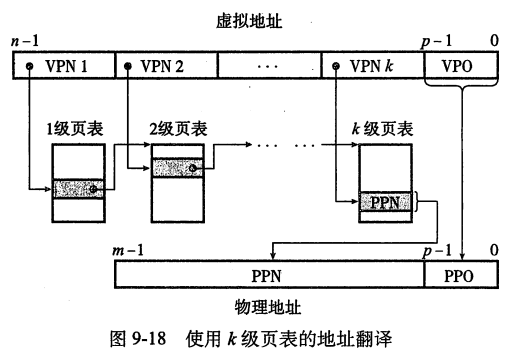 虚拟地址
n-1 p-1 0
VPN 1 VPN 2 ... VPN k VPO
1级页表 2级页表 ... ... k 级页表
PPN
m-1 p-1 0
PPN PPO
物理地址
图 9-18 使用 k 级页表的地址翻译